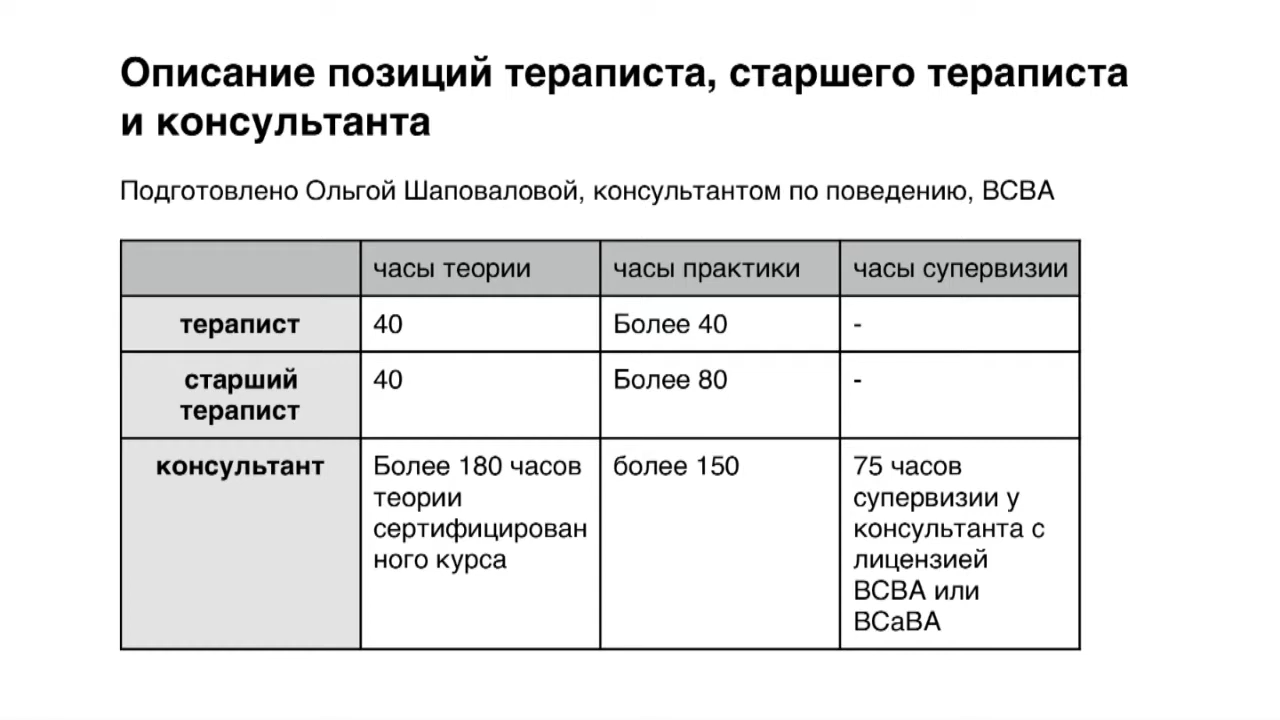 Описание позиций тераписта, старшего тераписта
и консультанта
Подготовлено Ольгой Шаповаловой, консультантом по поведению, BCBA
часы теории часы практики часы супервизии
терапист 40 Более 40 -
старший
терапист 40 Более 80 -
консультант Более 180 часов более 150 75 часов
теории супервизии у
сертифицирован консультанта с
ного курса лицензией
BCBA или
BCaBA